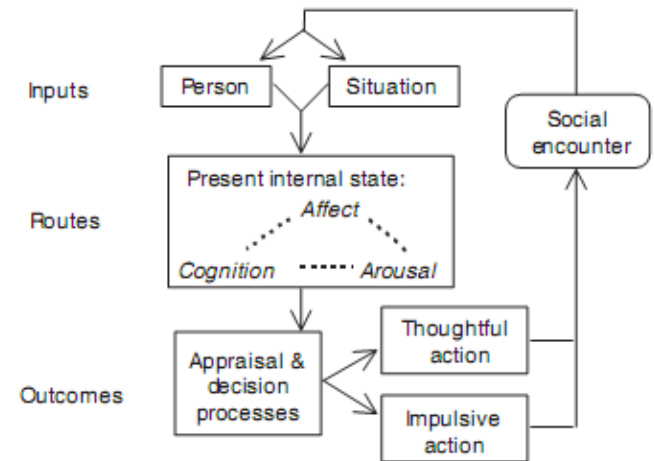 Inputs
Person
Situation
Social
encounter
Routes
Present internal state:
Affect
Cognition
Arousal
Outcomes
Appraisal &
decision
processes
Thoughtful
action
Impulsive
action